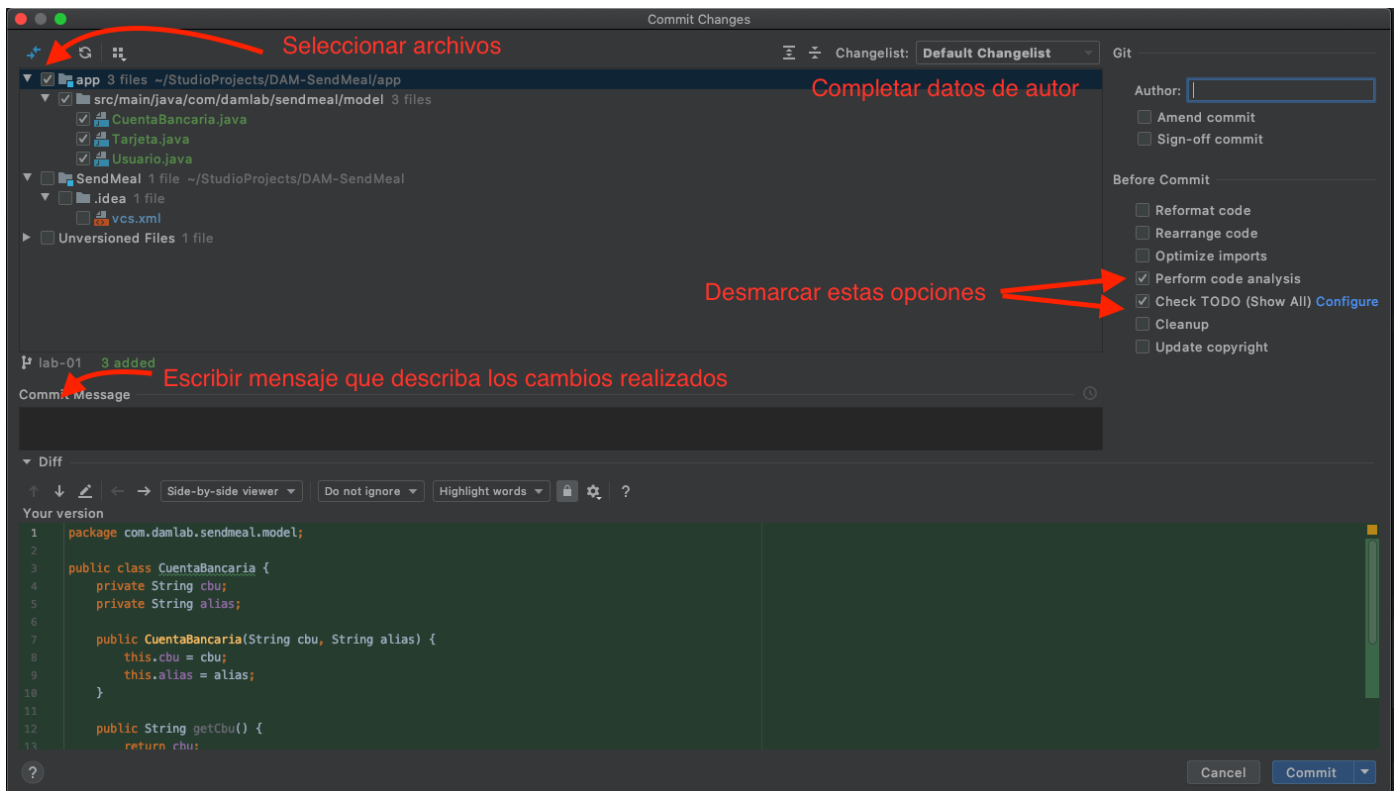 Commit Changes
Seleccionar archivos
Changelist: Default Changelist
Git
app 3 files ~/StudioProjects/DAM-SendMeal/app
Completar datos de autor
Author:
src/main/java/com/damlab/sendmeal/model 3 files
CuentaBancaria.java
Amend commit
Tarjeta.java
Sign-off commit
Usuario.java
SendMeal 1 file ~/StudioProjects/DAM-SendMeal
Before Commit
.idea 1 file
vcs.xml
Reformat code
Unversioned Files 1 file
Rearrange code
Optimize imports
Desmarcar estas opciones
Perform code analysis
Check TODO (Show All) Configure
Cleanup
Update copyright
lab-01 3 added
Escribir mensaje que describa los cambios realizados
Commit Message
Diff
Side-by-side viewer
Do not ignore
Highlight words
?
Your version
1 package com.damlab.sendmeal.model;
2
3 public class CuentaBancaria {
4 private String cbu;
5 private String alias;
6
7 public CuentaBancaria(String cbu, String alias) {
8 this.cbu = cbu;
9 this.alias = alias;
10 }
11
12 public String getCbu() {
13 return cbu;
?
Cancel
Commit